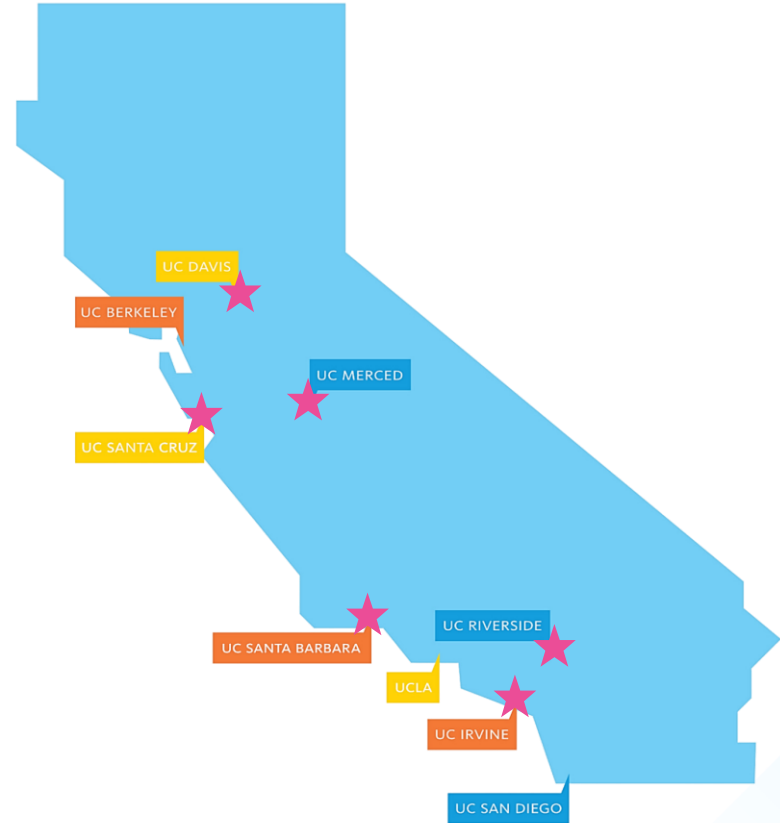 UC DAVIS
UC BERKELEY
UC MERCED
UC SANTA CRUZ
UC RIVERSIDE
UC SANTA BARBARA
UCLA
UC IRVINE
UC SAN DIEGO